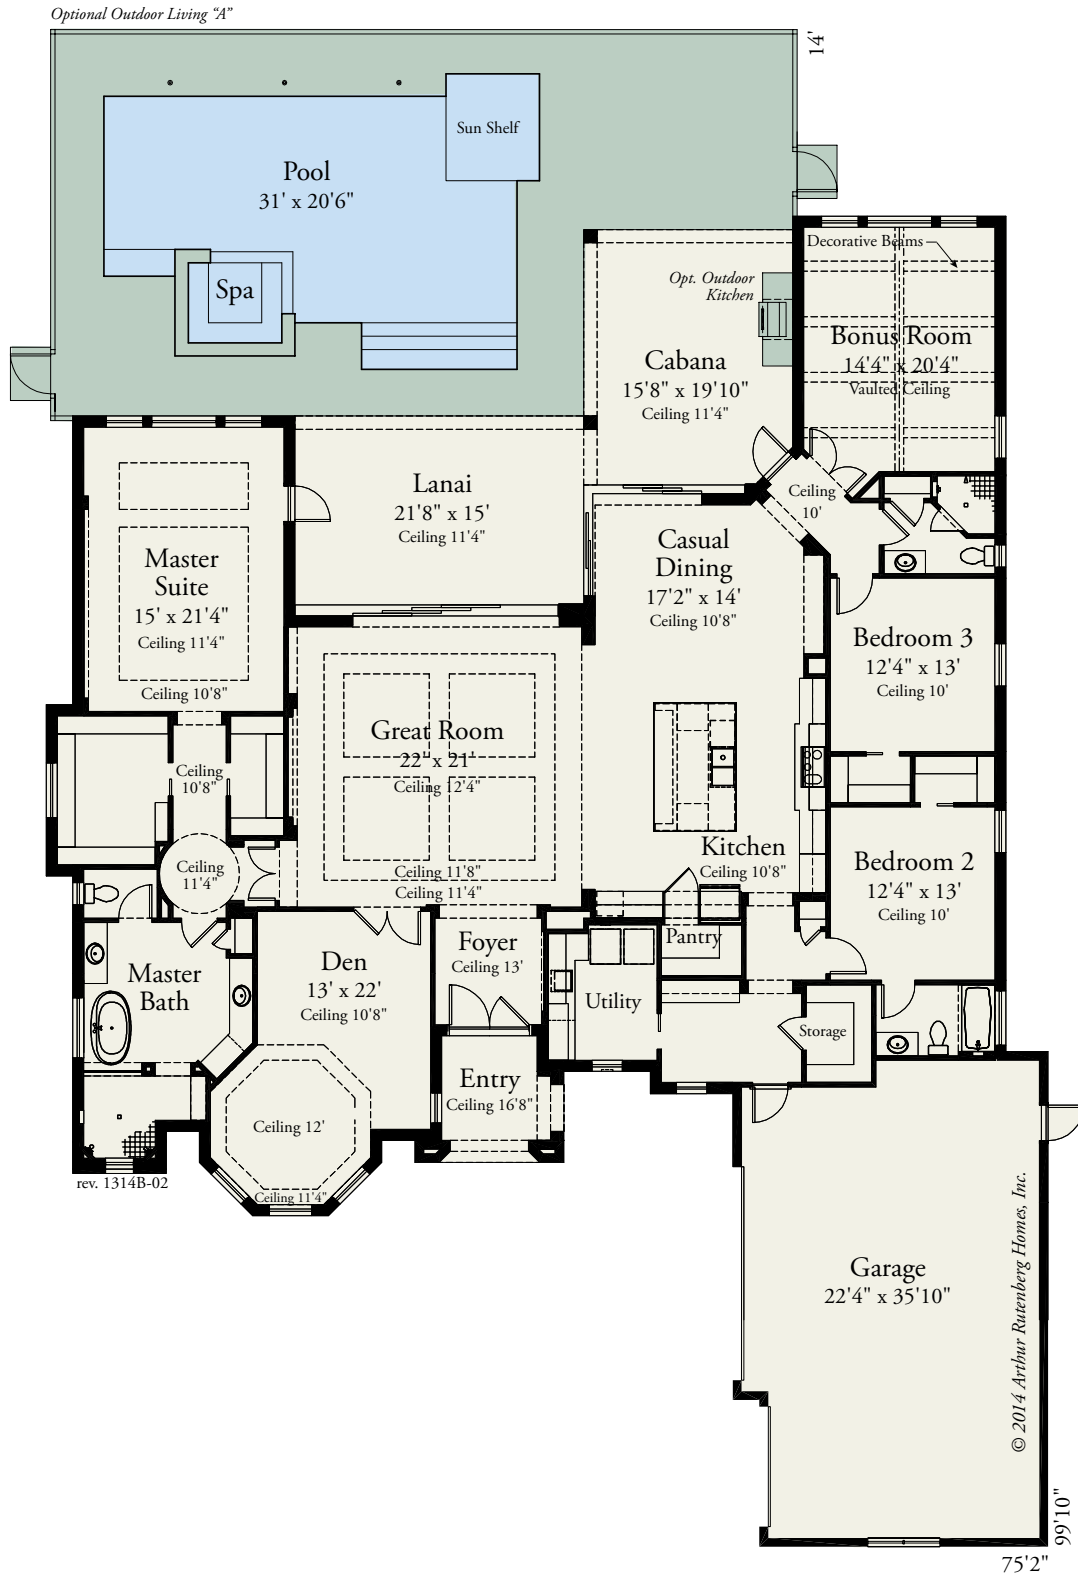 Optional Outdoor Living “A”
14'
Sun Shelf
Pool
31' x 20'6"
Spa
Decorative Beams
Opt. Outdoor
Kitchen
Bonus Room
14'4" x 20'4"
Vaulted Ceiling
Cabana
15'8" x 19'10"
Ceiling 11'4"
Lanai
21'8" x 15'
Ceiling 11'4"
Ceiling
10'
Master
Suite
15' x 21'4"
Ceiling 11'4"
Ceiling 10'8"
Casual
Dining
17'2" x 14'
Ceiling 10'8"
Bedroom 3
12'4" x 13'
Ceiling 10'
Great Room
22' x 21'
Ceiling 12'4"
Ceiling 11'8"
Ceiling 11'4"
Ceiling
10'8"
Ceiling
11'4"
Kitchen
Ceiling 10'8"
Bedroom 2
12'4" x 13'
Ceiling 10'
Master
Bath
Den
13' x 22'
Ceiling 10'8"
Foyer
Ceiling 13'
Pantry
Utility
Storage
Entry
Ceiling 16'8"
Ceiling 12'
Ceiling 11'4"
rev. 1314B-02
Garage
22'4" x 35'10"
© 2014 Arthur Rutenberg Homes, Inc.
99'10"
75'2"